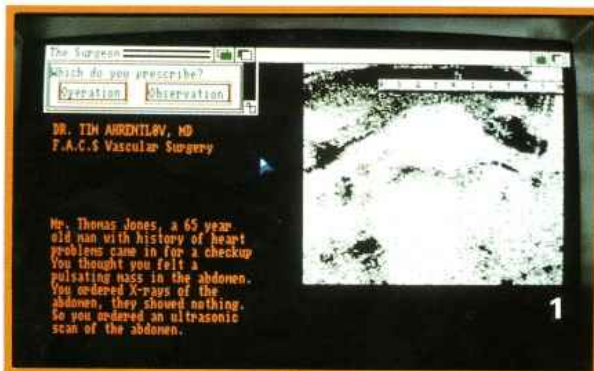 The Surgeon
Which do you prescribe?
Operation Observation
DR. TIM AHRENTLØV, MD
F.A.C.S Vascular Surgery
Mr. Thomas Jones, a 65 year
old man with history of heart
problems came in for a checkup
You thought you felt a
pulsating mass in the abdomen.
You ordered X-rays of the
abdomen, they showed nothing.
So you ordered an ultrasonic
scan of the abdomen.
1